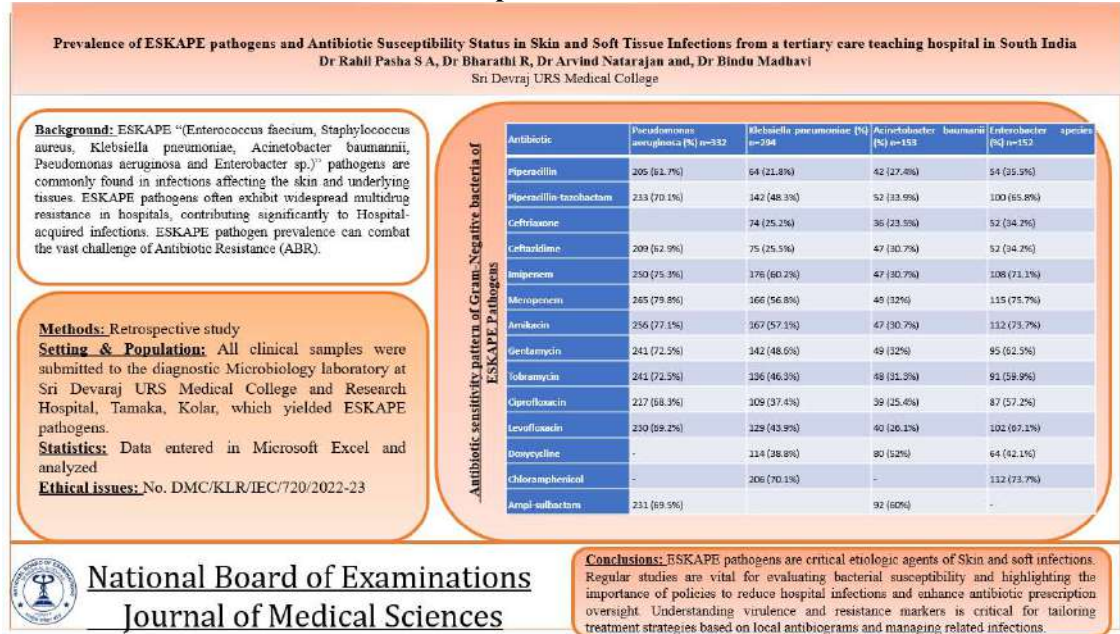 Prevalence of ESKAPE pathogens and Antibiotic Susceptibility Status in Skin and Soft Tissue Infections from a tertiary care teaching hospital in South India
Dr Rahil Pasha S A, Dr Bharathi R, Dr Arvind Natarajan and, Dr Bindu Madhavi
Sri Devraj URS Medical College
Background: ESKAPE “(Enterococcus faecium, Staphylococcus
aureus, Klebsiella pneumoniae, Acinetobacter baumannii,
Pseudomonas aeruginosa and Enterobacter sp.)” pathogens are
commonly found in infections affecting the skin and underlying
tissues. ESKAPE pathogens often exhibit widespread multidrug
resistance in hospitals, contributing significantly to Hospital-
acquired infections. ESKAPE pathogen prevalence can combat
the vast challenge of Antibiotic Resistance (ABR).
Methods: Retrospective study
Setting & Population: All clinical samples were
submitted to the diagnostic Microbiology laboratory at
Sri Devaraj URS Medical College and Research
Hospital, Tamaka, Kolar, which yielded ESKAPE
pathogens.
Statistics: Data entered in Microsoft Excel and
analyzed
Ethical issues: No. DMC/KLR/IEC/720/2022-23
Antibiotic sensitivity pattern of Gram-Negative bacteria of
ESKAPE Pathogens
Antibiotic Pseudomonas aeruginosa (%) n=332 Klebsiella pneumoniae (%) n=294 Acinetobacter baumanii (%) n=153 Enterobacter species (%) n=152
Piperacillin 205 (61.7%) 64 (21.8%) 42 (27.4%) 54 (35.5%)
Piperacillin-tazobactam 233 (70.1%) 142 (48.3%) 52 (33.9%) 100 (65.8%)
Ceftriaxone 74 (25.2%) 36 (23.5%) 52 (34.2%)
Ceftazidime 209 (62.9%) 75 (25.5%) 47 (30.7%) 52 (34.2%)
Imipenem 250 (75.3%) 176 (60.2%) 47 (30.7%) 108 (71.1%)
Meropenem 265 (79.8%) 166 (56.8%) 49 (32%) 115 (75.7%)
Amikacin 256 (77.1%) 167 (57.1%) 47 (30.7%) 112 (73.7%)
Gentamycin 241 (72.5%) 142 (48.6%) 49 (32%) 95 (62.5%)
Tobramycin 241 (72.5%) 136 (46.3%) 48 (31.3%) 91 (59.9%)
Ciprofloxacin 227 (68.3%) 109 (37.4%) 39 (25.4%) 87 (57.2%)
Levofloxacin 230 (69.2%) 129 (43.9%) 40 (26.1%) 102 (67.1%)
Doxycycline - 114 (38.8%) 80 (52%) 64 (42.1%)
Chloramphenicol - 206 (70.1%) - 112 (73.7%)
Ampi-sulbactam 231 (69.5%) 92 (60%) -
National Board of Examinations
Journal of Medical Sciences
Conclusions: ESKAPE pathogens are critical etiologic agents of Skin and soft infections.
Regular studies are vital for evaluating bacterial susceptibility and highlighting the
importance of policies to reduce hospital infections and enhance antibiotic prescription
oversight. Understanding virulence and resistance markers is critical for tailoring
treatment strategies based on local antibiograms and managing related infections.